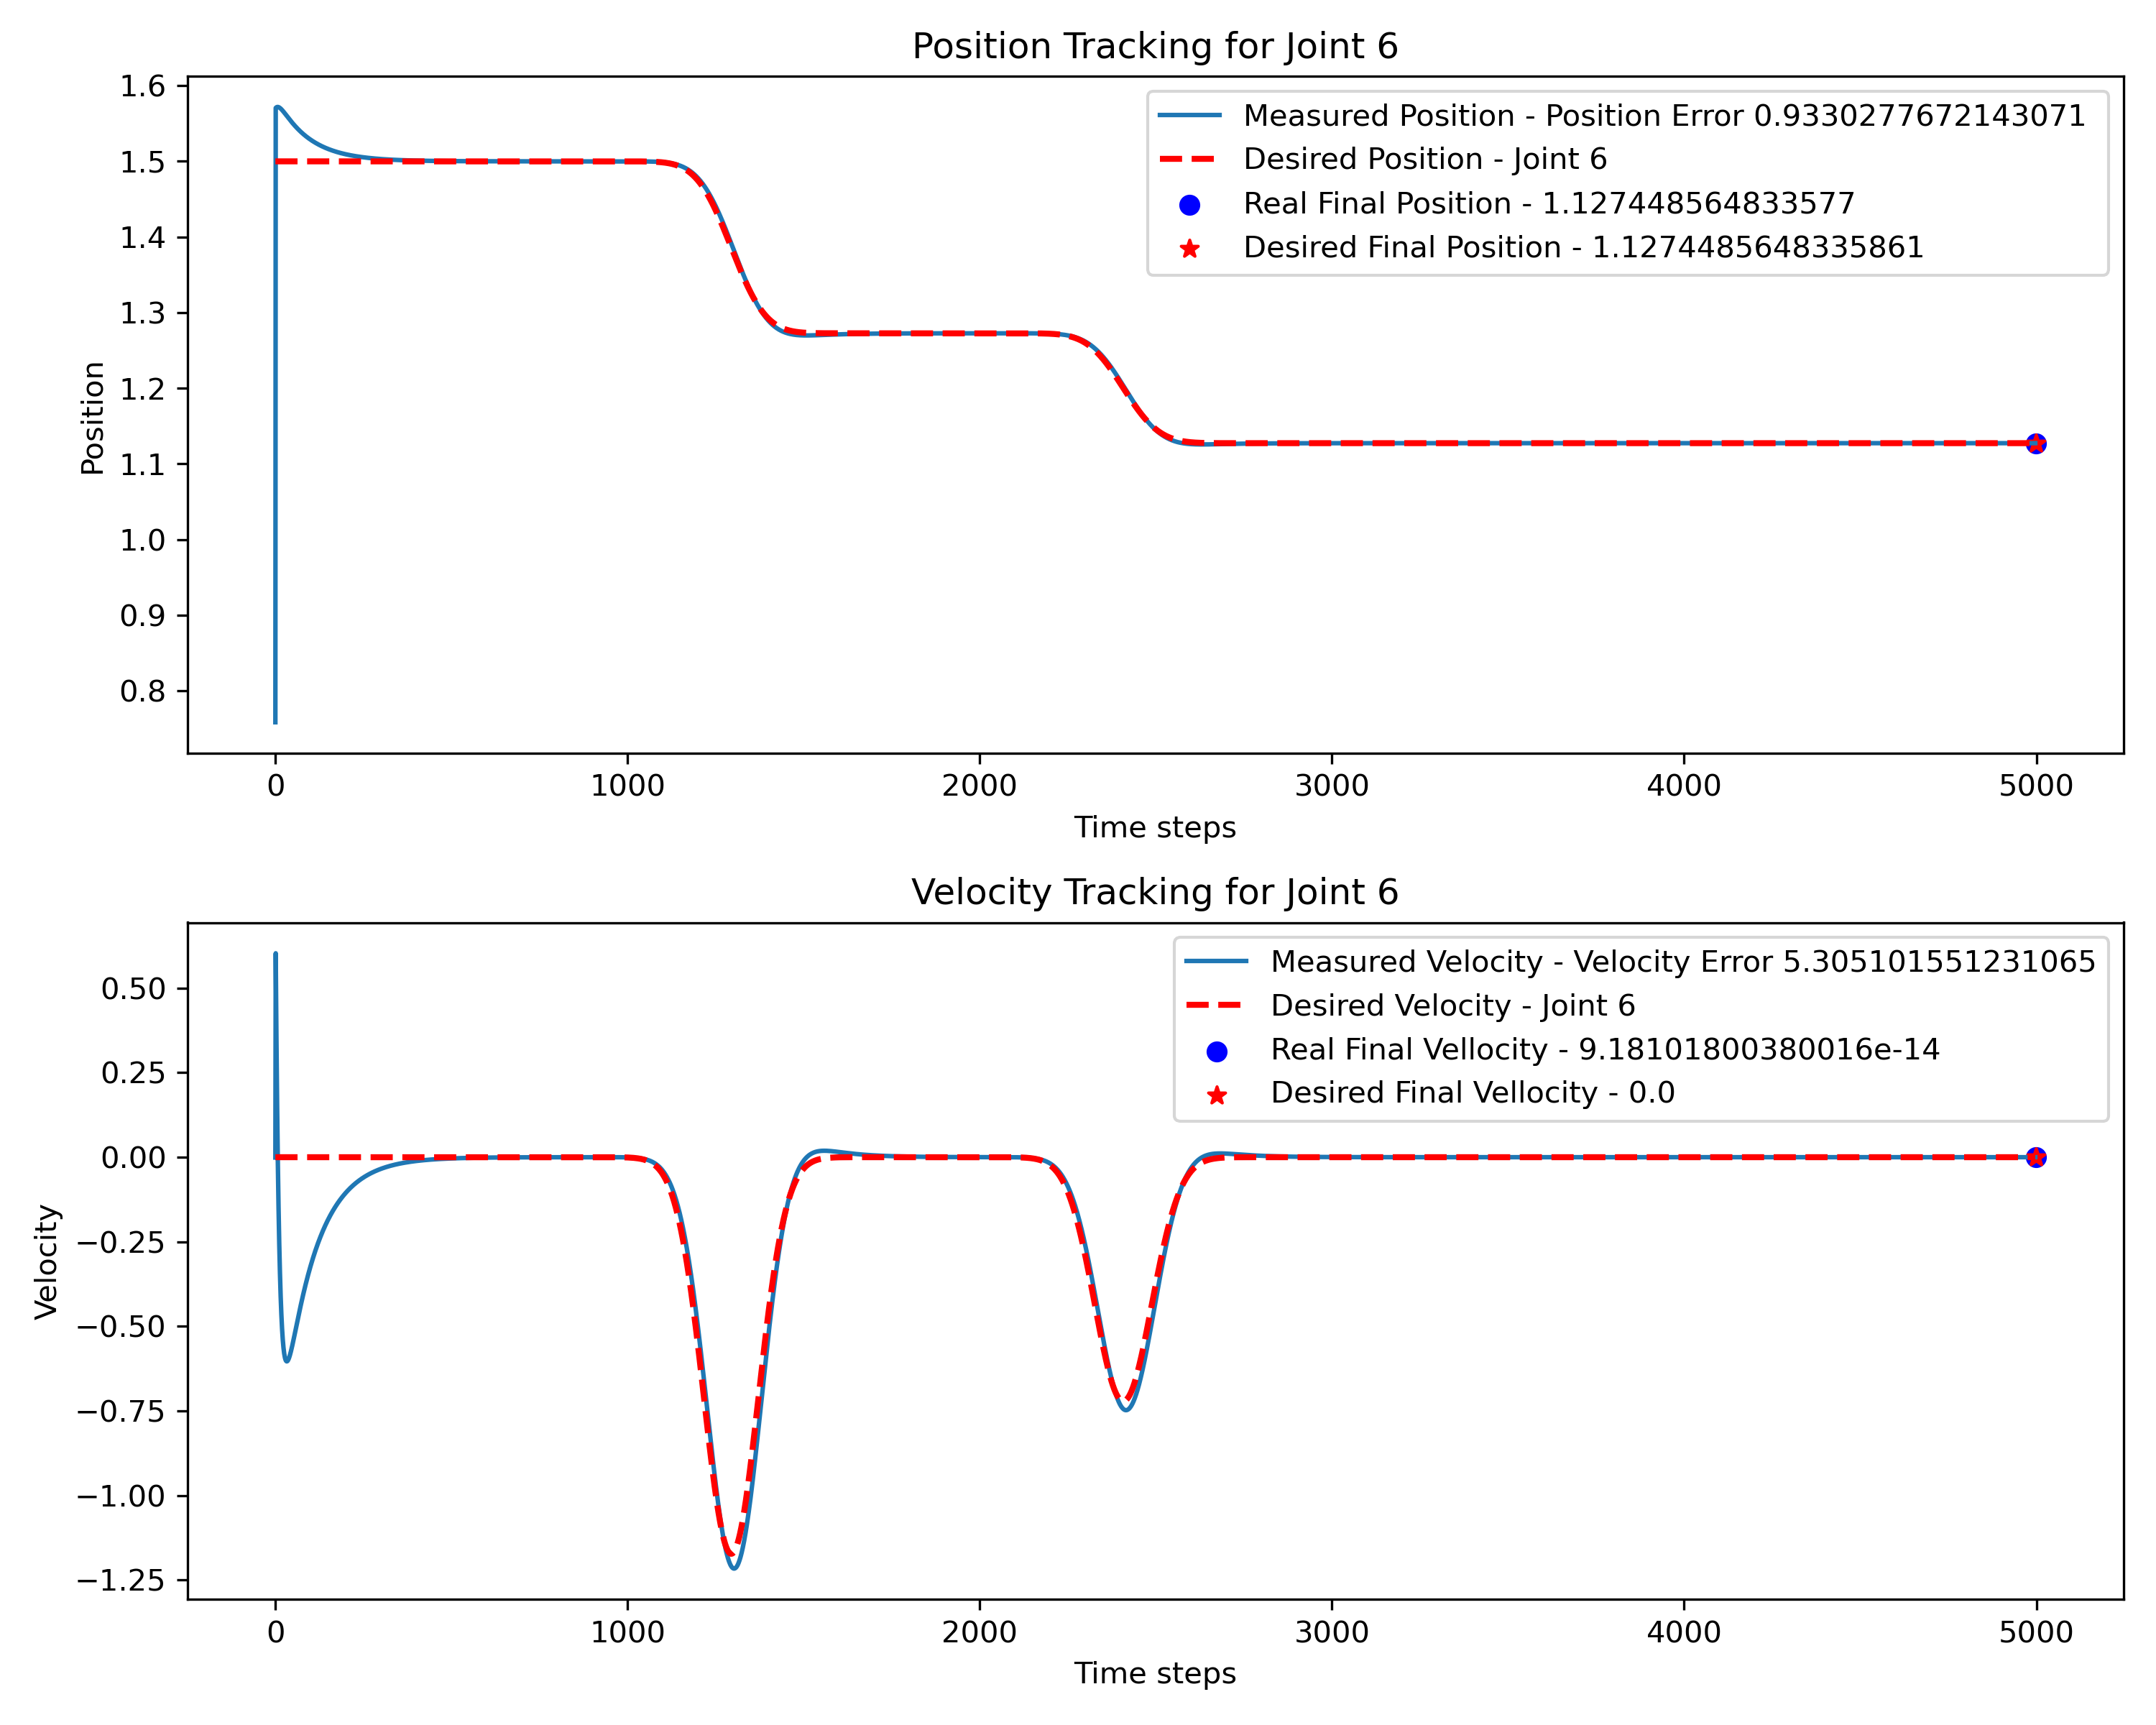 Position Tracking for Joint 6
1.6
1.5
1.4
1.3
1.2
1.1
1.0
0.9
0.8
Position
Measured Position - Position Error 0.9330277672143071
Desired Position - Joint 6
Real Final Position - 1.127448564833577
Desired Final Position - 1.1274485648335861
0 1000 2000 3000 4000 5000
Time steps
Velocity Tracking for Joint 6
0.50
0.25
0.00
−0.25
−0.50
−0.75
−1.00
−1.25
Velocity
Measured Velocity - Velocity Error 5.305101551231065
Desired Velocity - Joint 6
Real Final Vellocity - 9.18101800380016e-14
Desired Final Vellocity - 0.0
0 1000 2000 3000 4000 5000
Time steps